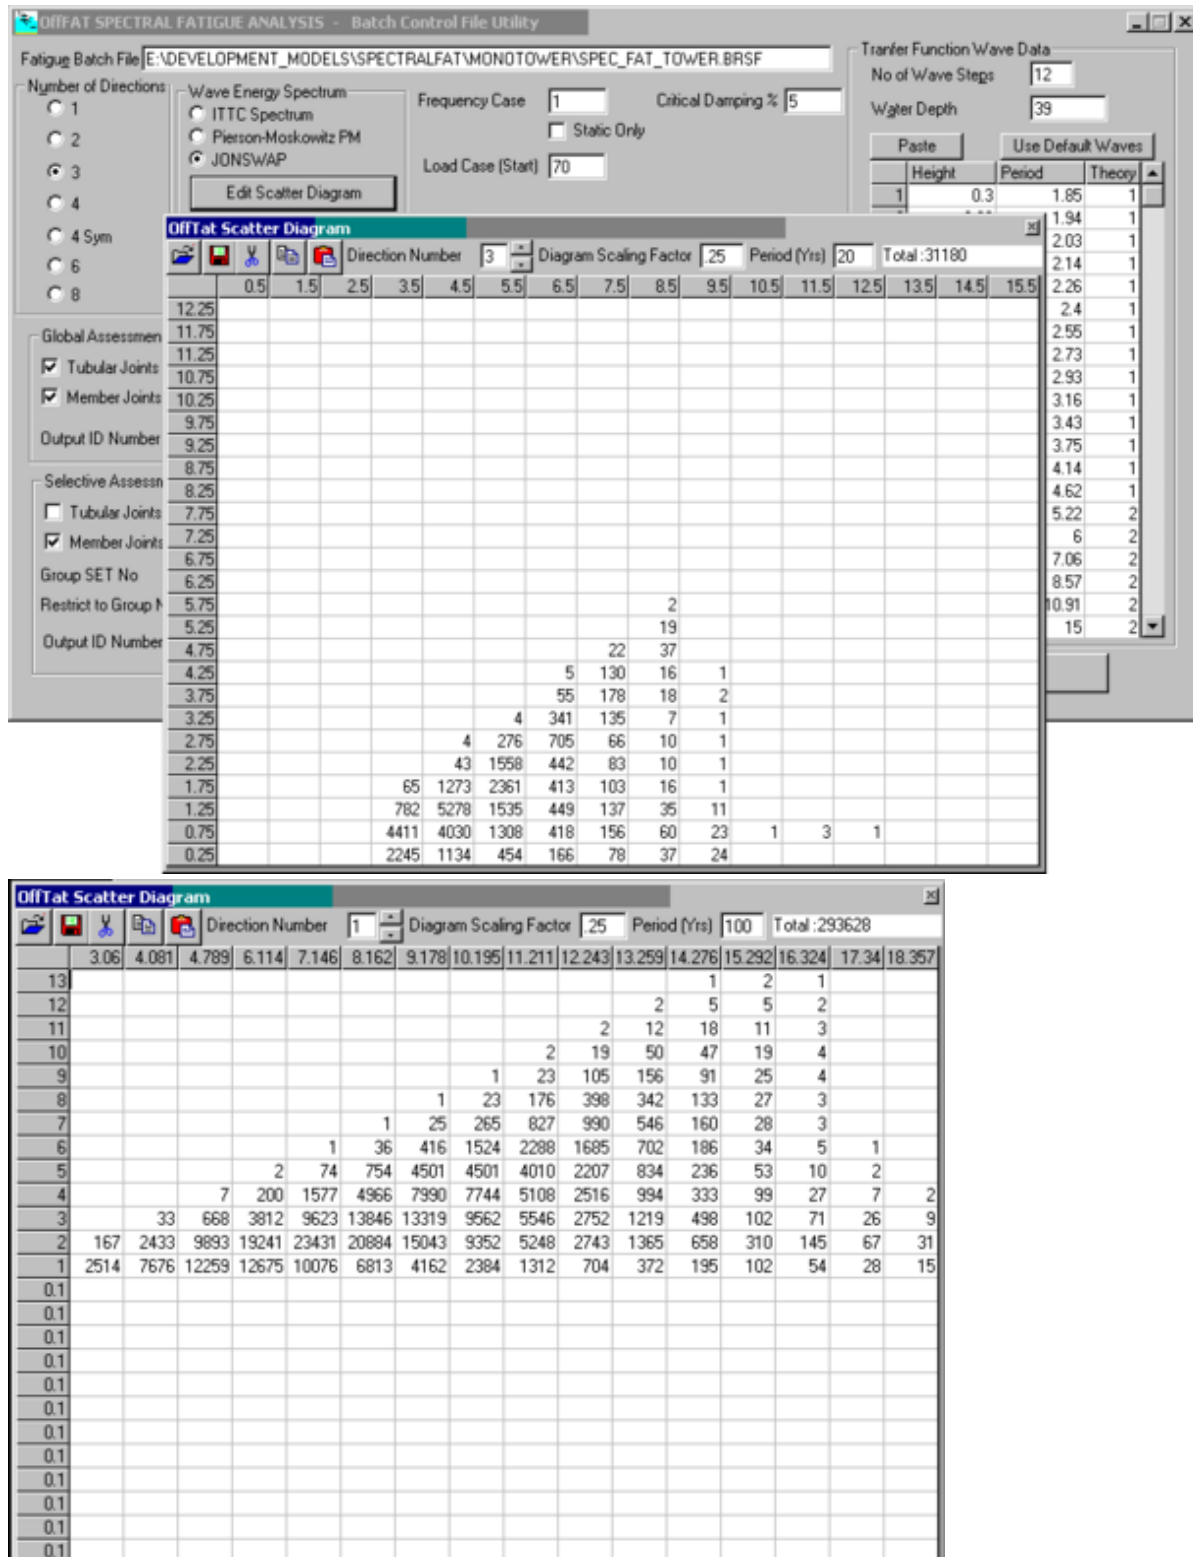 OffFAT SPECTRAL FATIGUE ANALYSIS - Batch Control File Utility
Fatigue Batch File E:\DEVELOPMENT_MODELS\SPECTRALFAT\MONOTOWER\SPEC_FAT_TOWER.BRSF
Number of Directions
1
2
3
4
4 Sym
6
8
Wave Energy Spectrum
ITTC Spectrum
Pierson-Moskowitz PM
JONSWAP
Edit Scatter Diagram
Frequency Case 1
Critical Damping % 5
Static Only
Load Case (Start) 70
Tranfer Function Wave Data
No of Wave Steps 12
Water Depth 39
Paste Use Default Waves
Height Period Theory
1 0.3 1.85 1
1.94 1
2.03 1
2.14 1
2.26 1
2.4 1
2.55 1
2.73 1
2.93 1
3.16 1
3.43 1
3.75 1
4.14 1
4.62 1
5.22 2
6 2
7.06 2
8.57 2
10.91 2
15 2
Global Assessmen
Tubular Joints
Member Joints
Output ID Number
Selective Assessn
Tubular Joints
Member Joints
Group SET No
Restrict to Group N
Output ID Number
OffTat Scatter Diagram
Direction Number 3 Diagram Scaling Factor .25 Period (Yrs) 20 Total :31180
0.5 1.5 2.5 3.5 4.5 5.5 6.5 7.5 8.5 9.5 10.5 11.5 12.5 13.5 14.5 15.5
12.25
11.75
11.25
10.75
10.25
9.75
9.25
8.75
8.25
7.75
7.25
6.75
6.25
5.75 2
5.25 19
4.75 22 37
4.25 5 130 16 1
3.75 55 178 18 2
3.25 4 341 135 7 1
2.75 4 276 705 66 10 1
2.25 43 1558 442 83 10 1
1.75 65 1273 2361 413 103 16 1
1.25 782 5278 1535 449 137 35 11
0.75 4411 4030 1308 418 156 60 23 1 3 1
0.25 2245 1134 454 166 78 37 24
OffTat Scatter Diagram
Direction Number 1 Diagram Scaling Factor .25 Period (Yrs) 100 Total :293628
3.06 4.081 4.789 6.114 7.146 8.162 9.178 10.195 11.211 12.243 13.259 14.276 15.292 16.324 17.34 18.357
13 1 2 1
12 2 5 5 2
11 2 12 18 11 3
10 2 19 50 47 19 4
9 1 23 105 156 91 25 4
8 1 23 176 398 342 133 27 3
7 1 25 265 827 990 546 160 28 3
6 1 36 416 1524 2288 1685 702 186 34 5 1
5 2 74 754 4501 4501 4010 2207 834 236 53 10 2
4 7 200 1577 4966 7990 7744 5108 2516 994 333 99 27 7 2
3 33 668 3812 9623 13846 13319 9562 5546 2752 1219 498 102 71 26 9
2 167 2433 9893 19241 23431 20884 15043 9352 5248 2743 1365 658 310 145 67 31
1 2514 7676 12259 12675 10076 6813 4162 2384 1312 704 372 195 102 54 28 15
0.1
0.1
0.1
0.1
0.1
0.1
0.1
0.1
0.1
0.1
0.1
0.1